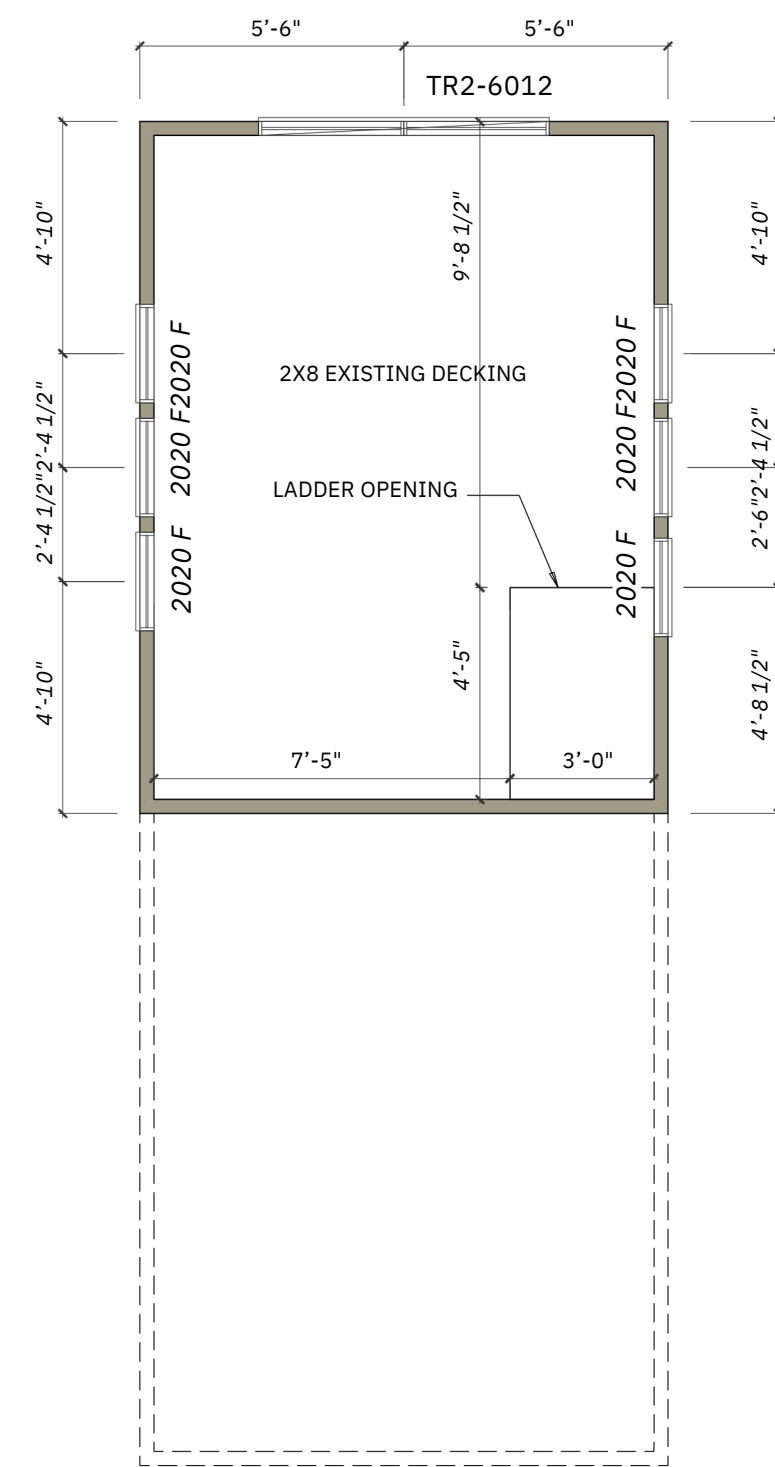 5’-6"
5’-6"
TR2-6012
4’-10"
2’-4 1/2"
2’-4 1/2"
4’-10"
9’-8 1/2"
2020 F
2020 F
2020 F
2X8 EXISTING DECKING
LADDER OPENING
2020 F
2020 F
2020 F
4’-10"
2’-4 1/2"
2’-6"
4’-8 1/2"
4’-5"
7’-5"
3’-0"